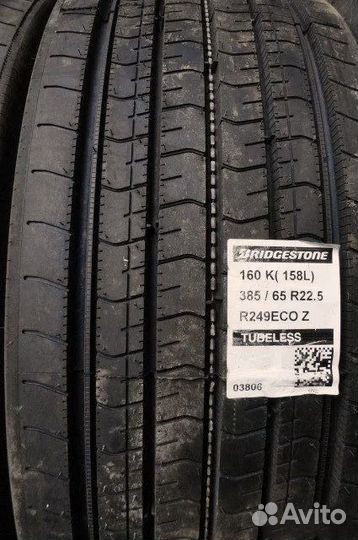 BRIDGESTONE
160 K( 158L)
385 / 65 R22.5
R249ECO Z
TUBELESS
03806
Avito